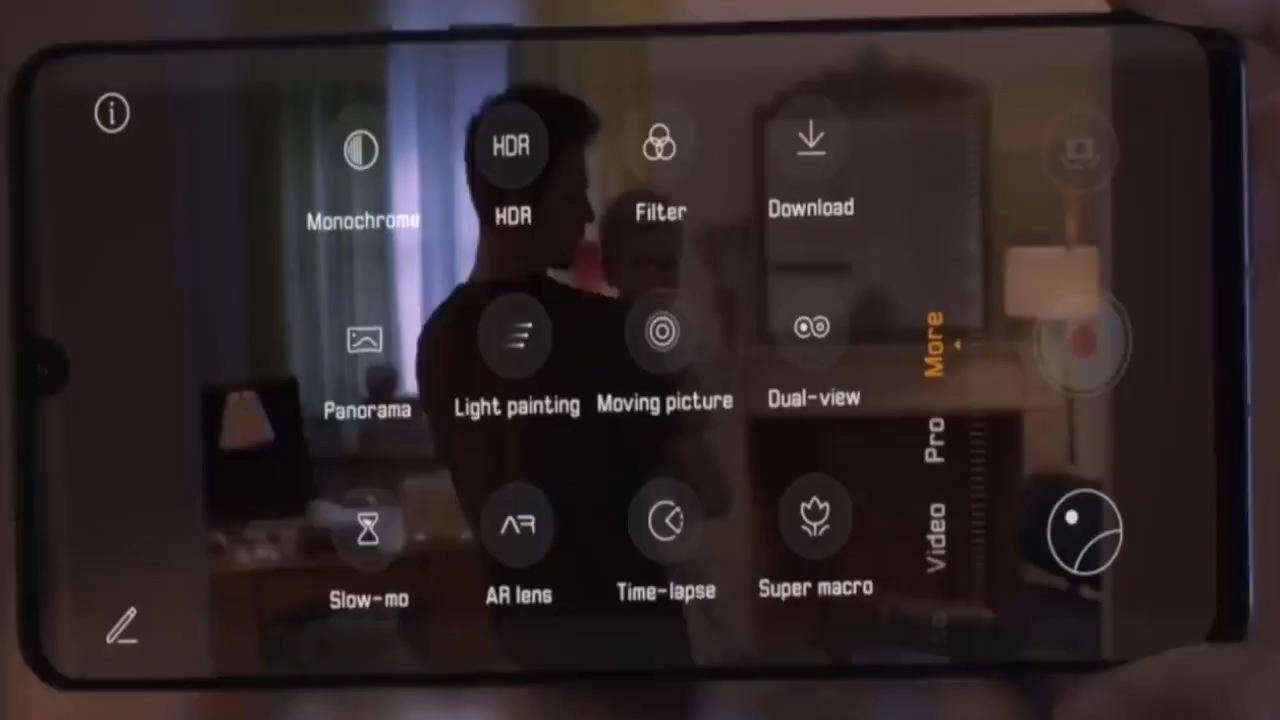 HDR
Monochrome
HDR
Filter
Download
Panorama
Light painting
Moving picture
Dual-view
AR
Slow-mo
AR lens
Time-lapse
Super macro
More
Pro
Video